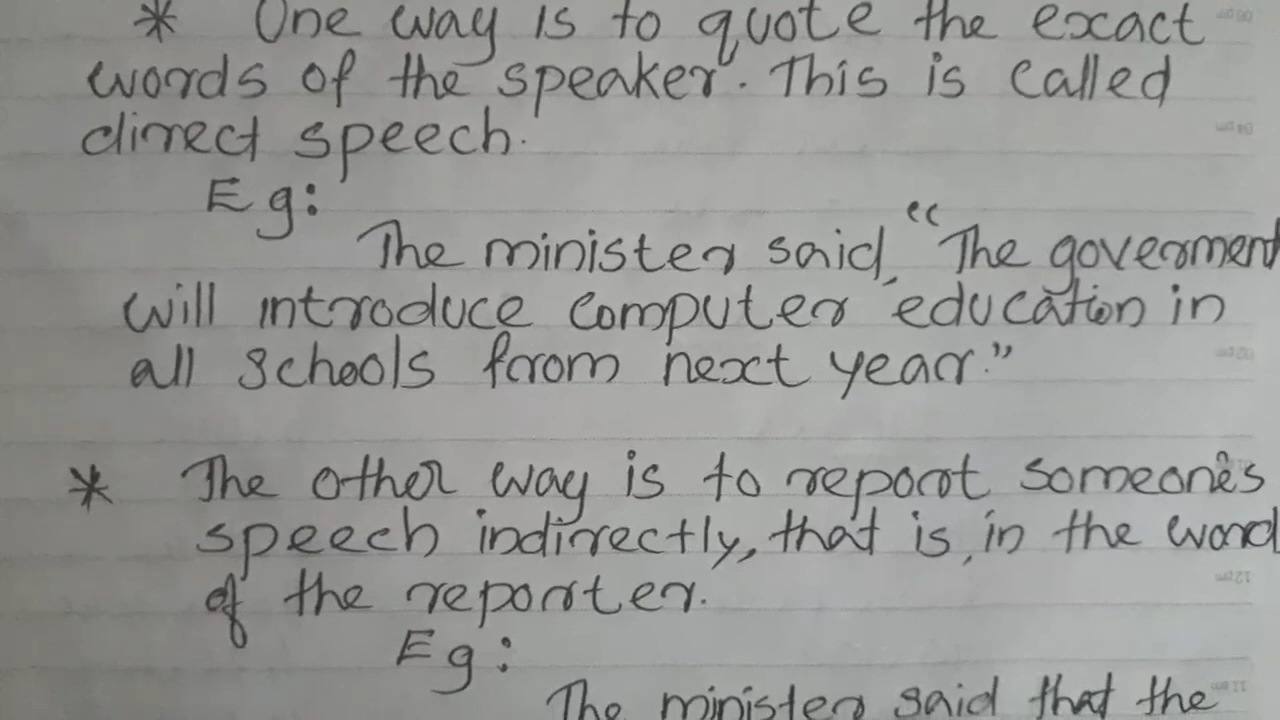 * One way is to quote the exact
words of the speaker. This is called
direct speech.
Eg:
The minister said, "The goverment
will introduce computer education in
all schools from next year."
* The other way is to report someone's
speech indirectly, that is, in the word
of the reporter.
Eg:
The minister said that the